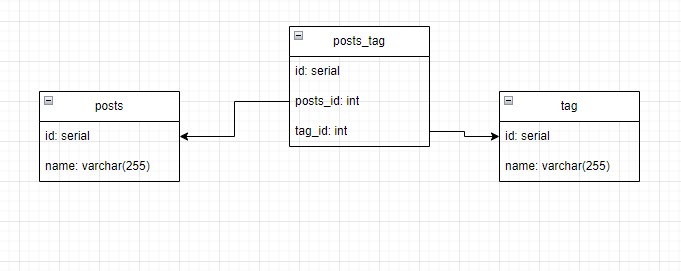 posts_tag
id: serial
posts_id: int
tag_id: int
posts
id: serial
name: varchar(255)
tag
id: serial
name: varchar(255)